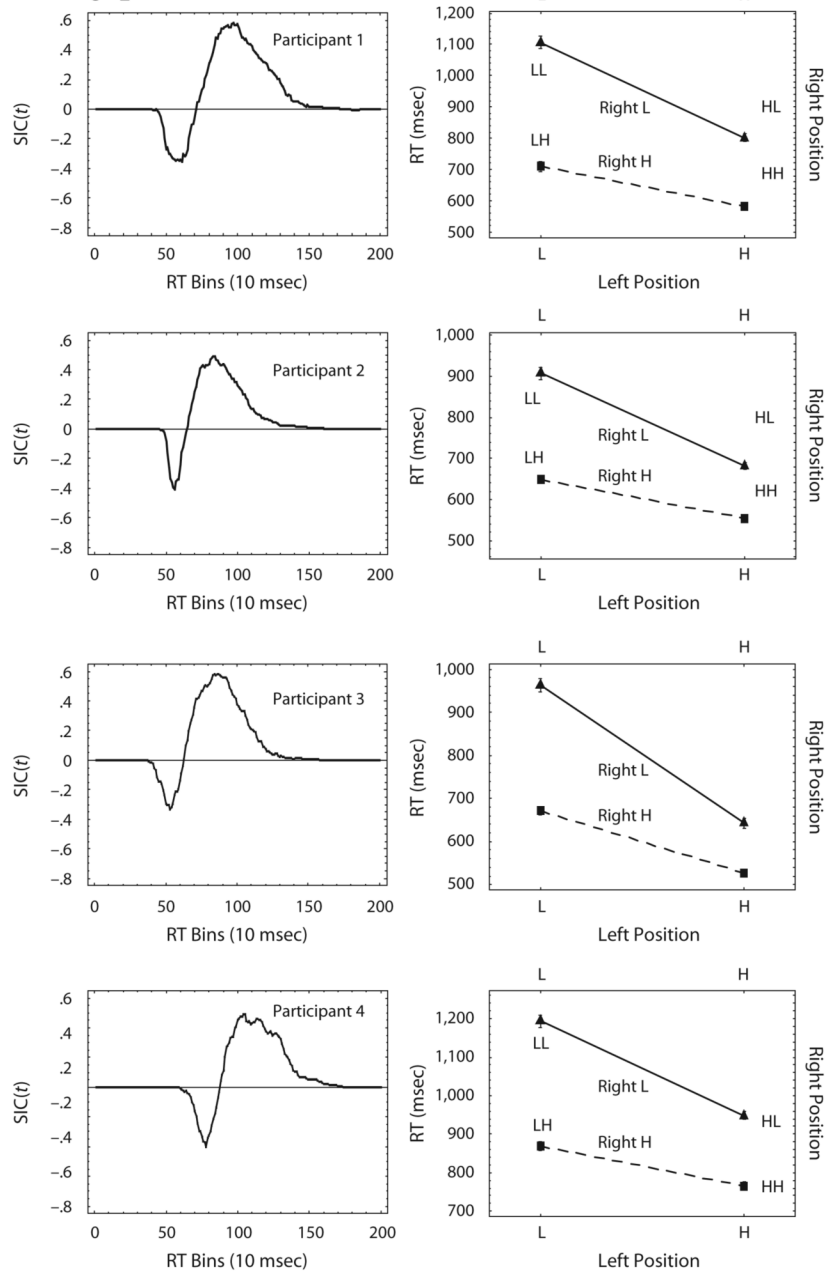 .6
.4
.2
0
–.2
–.4
–.6
–.8
SIC(t)
Participant 1
0 50 100 150 200
RT Bins (10 msec)
1,200
1,100
1,000
900
800
700
600
500
RT (msec)
LL
Right L
HL
LH
Right H
HH
L H
Left Position
Right Position
.6
.4
.2
0
–.2
–.4
–.6
–.8
SIC(t)
Participant 2
0 50 100 150 200
RT Bins (10 msec)
L H
1,000
900
800
700
600
500
RT (msec)
LL
HL
Right L
LH
Right H
HH
L H
Left Position
Right Position
.6
.4
.2
0
–.2
–.4
–.6
–.8
SIC(t)
Participant 3
0 50 100 150 200
RT Bins (10 msec)
L H
1,000
900
800
700
600
500
RT (msec)
Right L
Right H
L H
Left Position
Right Position
.6
.4
.2
–.2
–.4
–.6
–.8
SIC(t)
Participant 4
0 50 100 150 200
RT Bins (10 msec)
L H
1,200
1,100
1,000
900
800
700
RT (msec)
LL
Right L
HL
LH
Right H
HH
L H
Left Position
Right Position